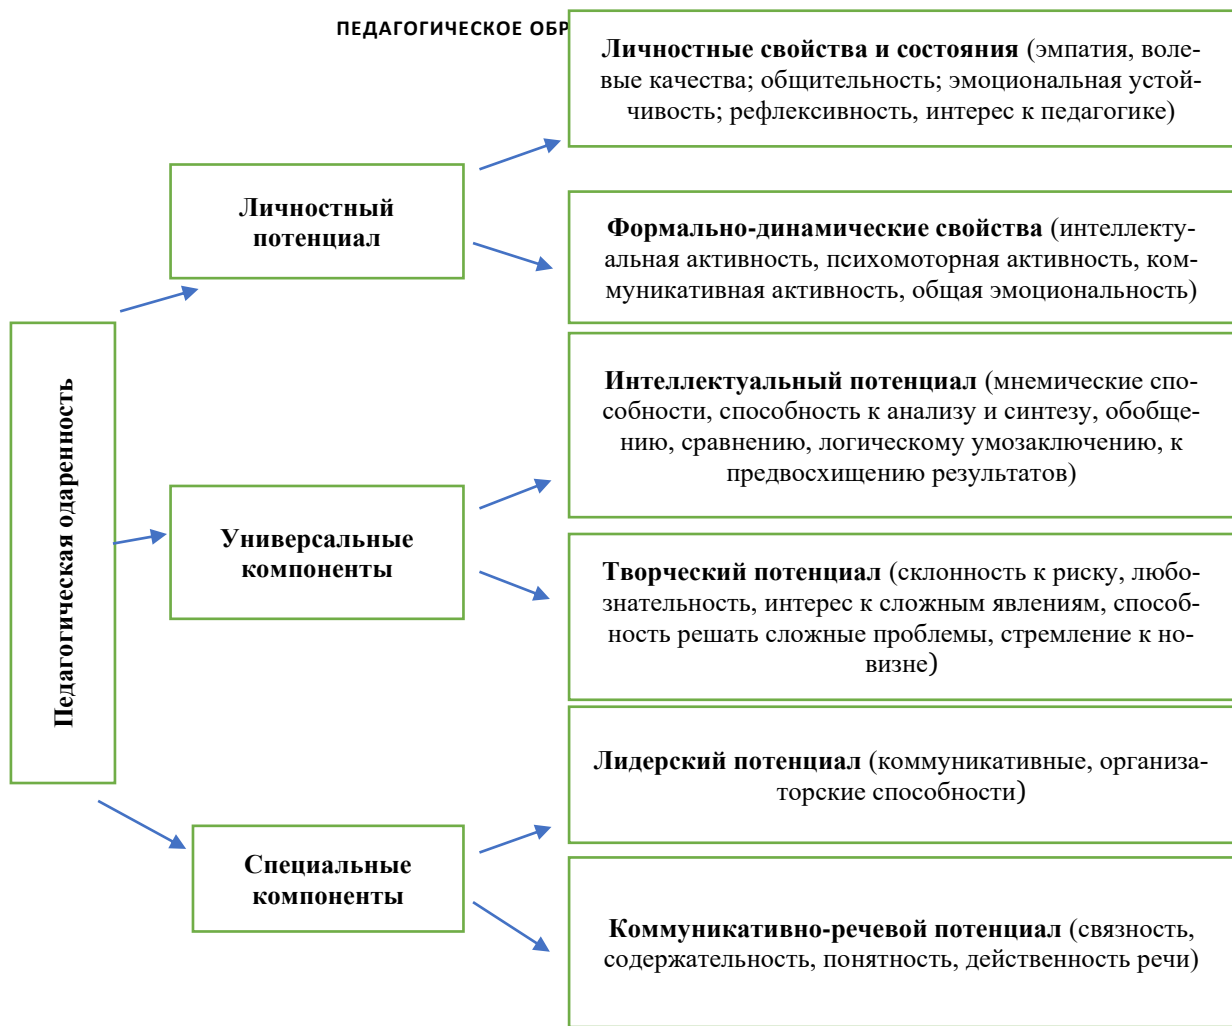 ПЕДАГОГИЧЕСКОЕ ОБР
Личностные свойства и состояния (эмпатия, воле-
вые качества; общительность; эмоциональная устой-
чивость; рефлексивность, интерес к педагогике)
Личностный
потенциал
Формально-динамические свойства (интеллекту-
альная активность, психомоторная активность, ком-
муникативная активность, общая эмоциональность)
Педагогическая одаренность
Интеллектуальный потенциал (мнемические спо-
собности, способность к анализу и синтезу, обобще-
нию, сравнению, логическому умозаключению, к
предвосхищению результатов)
Универсальные
компоненты
Творческий потенциал (склонность к риску, любо-
знательность, интерес к сложным явлениям, способ-
ность решать сложные проблемы, стремление к но-
визне)
Лидерский потенциал (коммуникативные, организа-
торские способности)
Специальные
компоненты
Коммуникативно-речевой потенциал (связность,
содержательность, понятность, действенность речи)